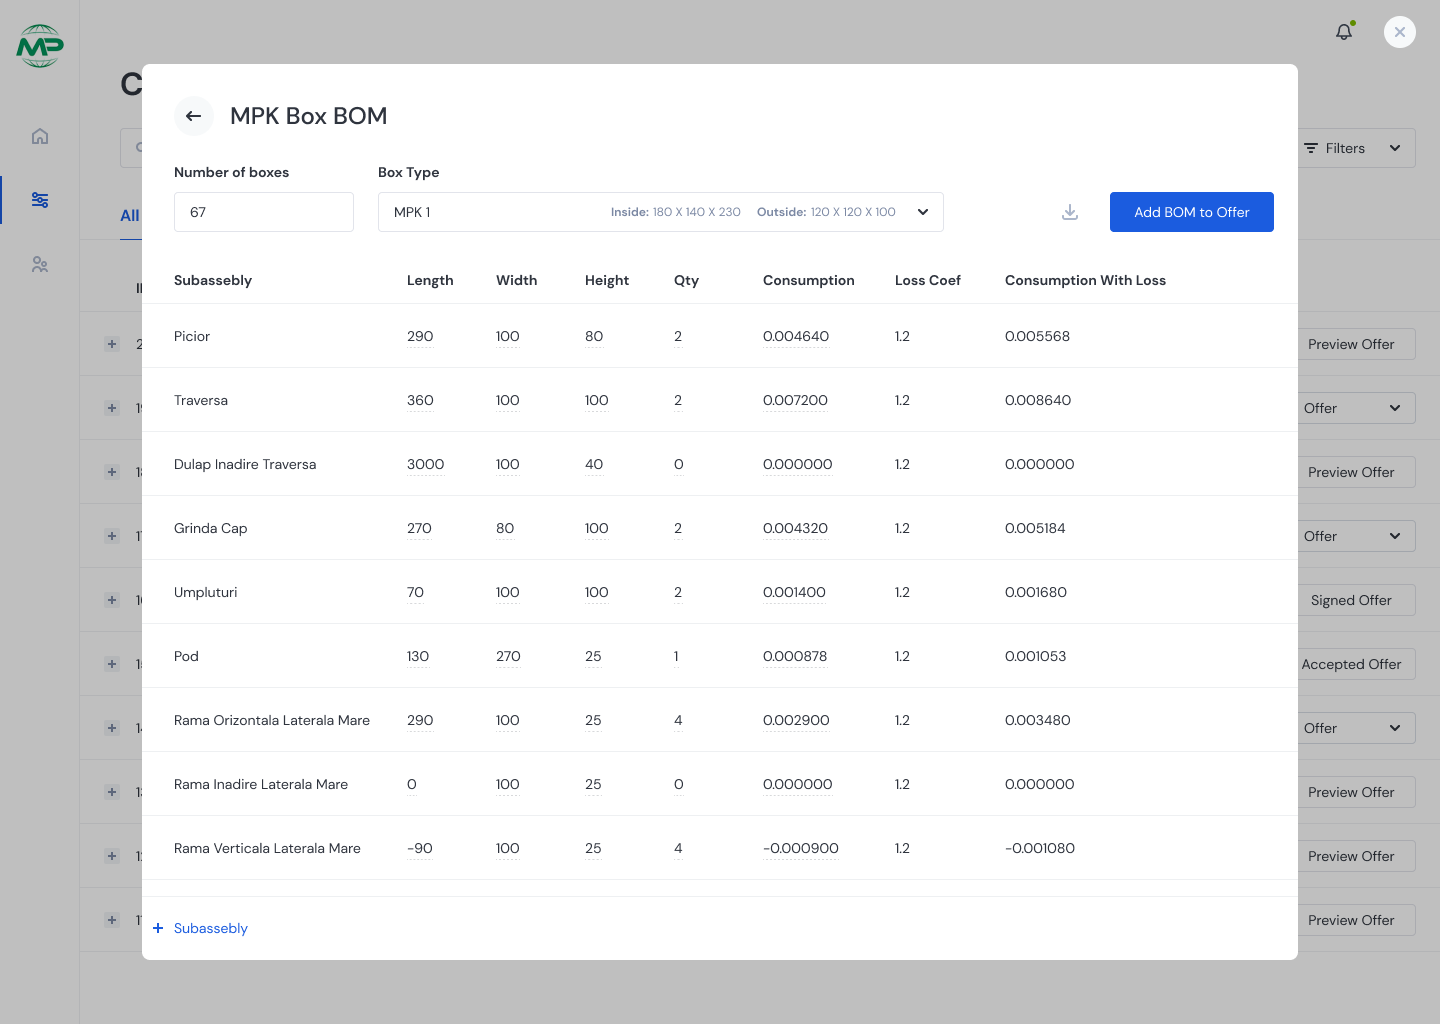 MP
MPK Box BOM
Number of boxes
Box Type
Filters
67
MPK 1
Inside: 180 X 140 X 230
Outside: 120 X 120 X 100
Add BOM to Offer
All
Subassebly Length Width Height Qty Consumption Loss Coef Consumption With Loss
Picior 290 100 80 2 0.004640 1.2 0.005568
Preview Offer
Traversa 360 100 100 2 0.007200 1.2 0.008640
Offer
Dulap Inadire Traversa 3000 100 40 0 0.000000 1.2 0.000000
Preview Offer
Grinda Cap 270 80 100 2 0.004320 1.2 0.005184
Offer
Umpluturi 70 100 100 2 0.001400 1.2 0.001680
Signed Offer
Pod 130 270 25 1 0.000878 1.2 0.001053
Accepted Offer
Rama Orizontala Laterala Mare 290 100 25 4 0.002900 1.2 0.003480
Offer
Rama Inadire Laterala Mare 0 100 25 0 0.000000 1.2 0.000000
Preview Offer
Rama Verticala Laterala Mare -90 100 25 4 -0.000900 1.2 -0.001080
Preview Offer
+ Subassebly
Preview Offer